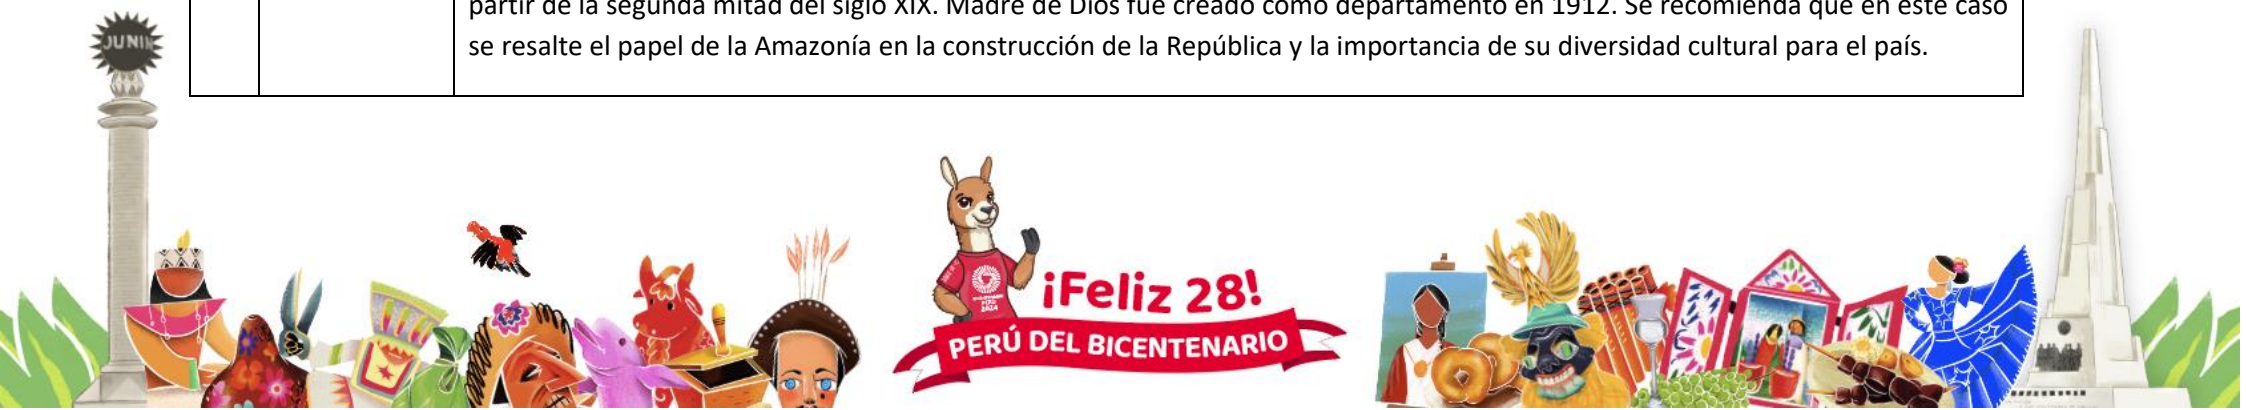 partir de la segunda mitad del siglo XIX. Madre de Dios fue creado como departamento en 1912. Se recomienda que en este caso
se resalte el papel de la Amazonía en la construcción de la República y la importancia de su diversidad cultural para el país.
JUNIN
¡Feliz 28!
PERÚ DEL BICENTENARIO